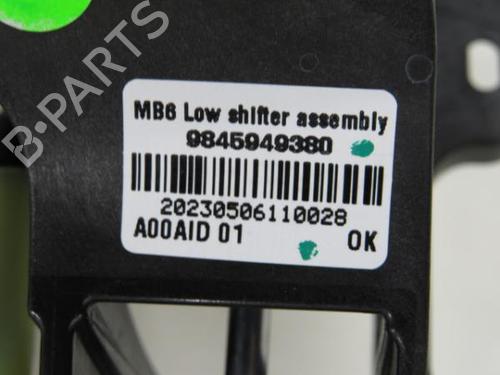 MB6 Low shifter assembly
9845949380
20230506110028
A00AID 01 OK
B-PARTS